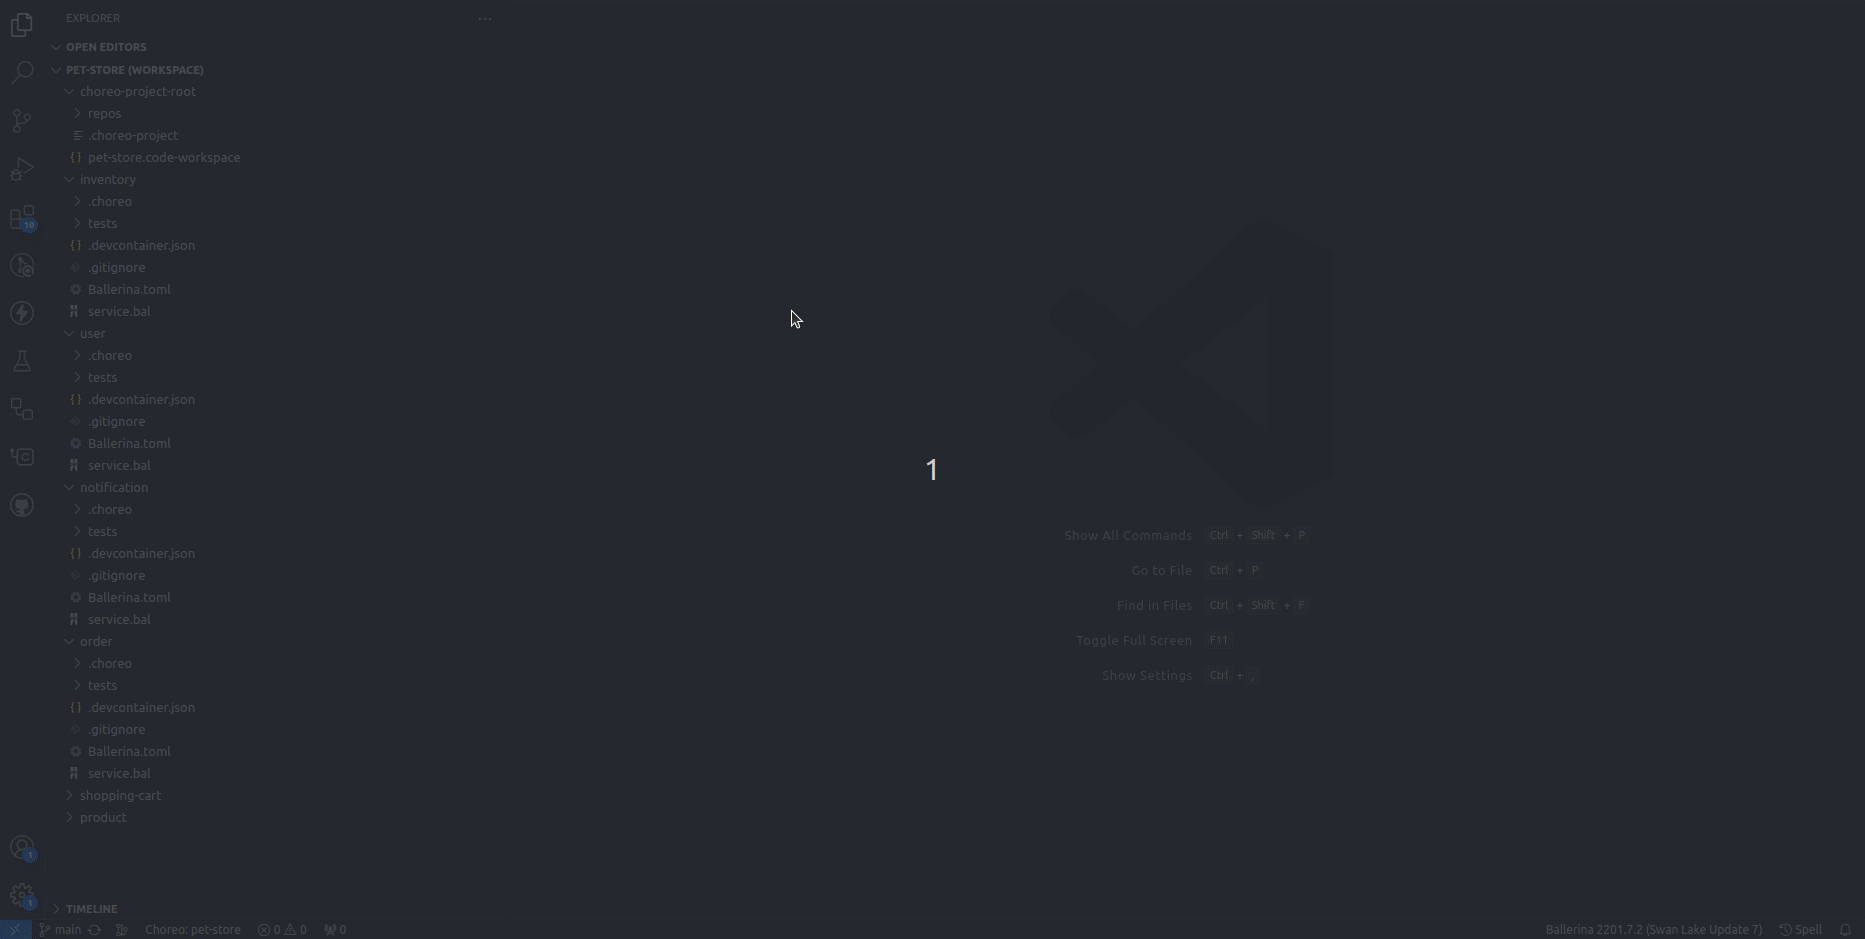 EXPLORER
OPEN EDITORS
PET-STORE (WORKSPACE)
choreo-project-root
repos
.choreo-project
pet-store.code-workspace
inventory
.choreo
tests
.devcontainer.json
.gitignore
Ballerina.toml
service.bal
user
.choreo
tests
.devcontainer.json
.gitignore
Ballerina.toml
service.bal
notification
.choreo
tests
.devcontainer.json
.gitignore
Ballerina.toml
service.bal
order
.choreo
tests
.devcontainer.json
.gitignore
Ballerina.toml
service.bal
shopping-cart
product
TIMELINE
10
1
1
1
Show All Commands Ctrl + Shift + P
Go to File Ctrl + P
Find in Files Ctrl + Shift + F
Toggle Full Screen F11
Show Settings Ctrl + ,
main Choreo: pet-store 0 0 0 Ballerina 2201.7.2 (Swan Lake Update 7) Spell